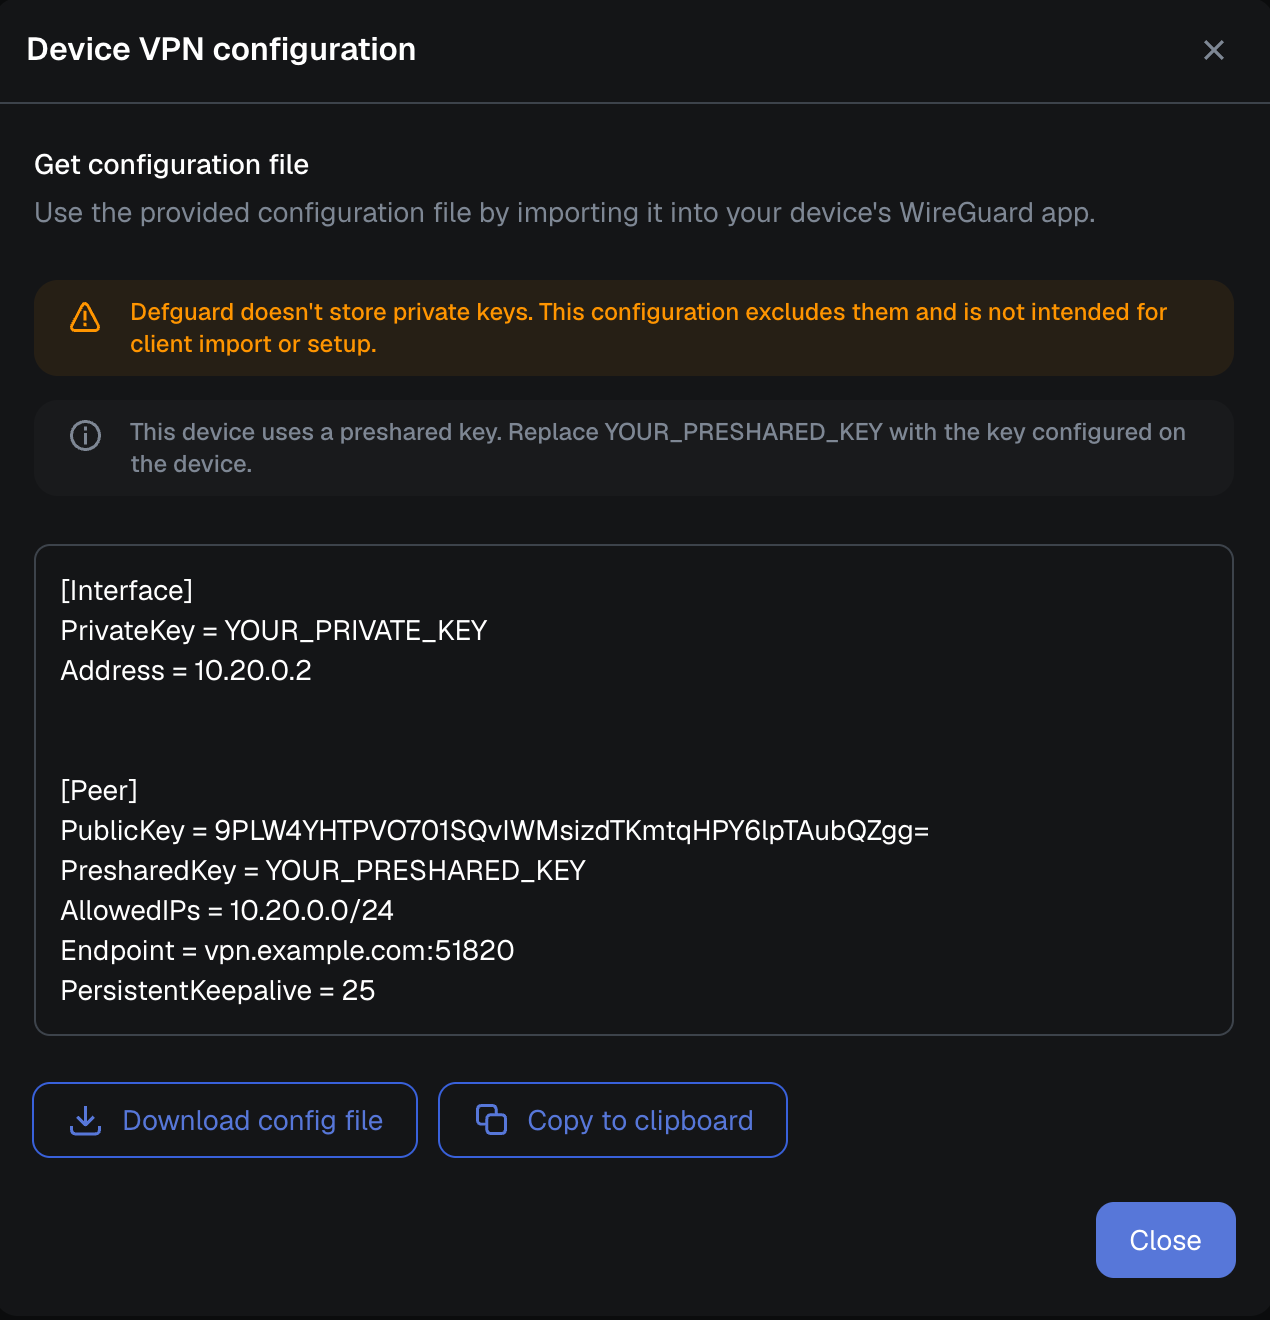 Device VPN configuration
Get configuration file
Use the provided configuration file by importing it into your device's WireGuard app.
Defguard doesn't store private keys. This configuration excludes them and is not intended for
client import or setup.
This device uses a preshared key. Replace YOUR_PRESHARED_KEY with the key configured on
the device.
[Interface]
PrivateKey = YOUR_PRIVATE_KEY
Address = 10.20.0.2
[Peer]
PublicKey = 9PLW4YHTPVO701SQvIWMsizdTKmtqHPY6lpTAubQZgg=
PresharedKey = YOUR_PRESHARED_KEY
AllowedIPs = 10.20.0.0/24
Endpoint = vpn.example.com:51820
PersistentKeepalive = 25
Download config file
Copy to clipboard
Close